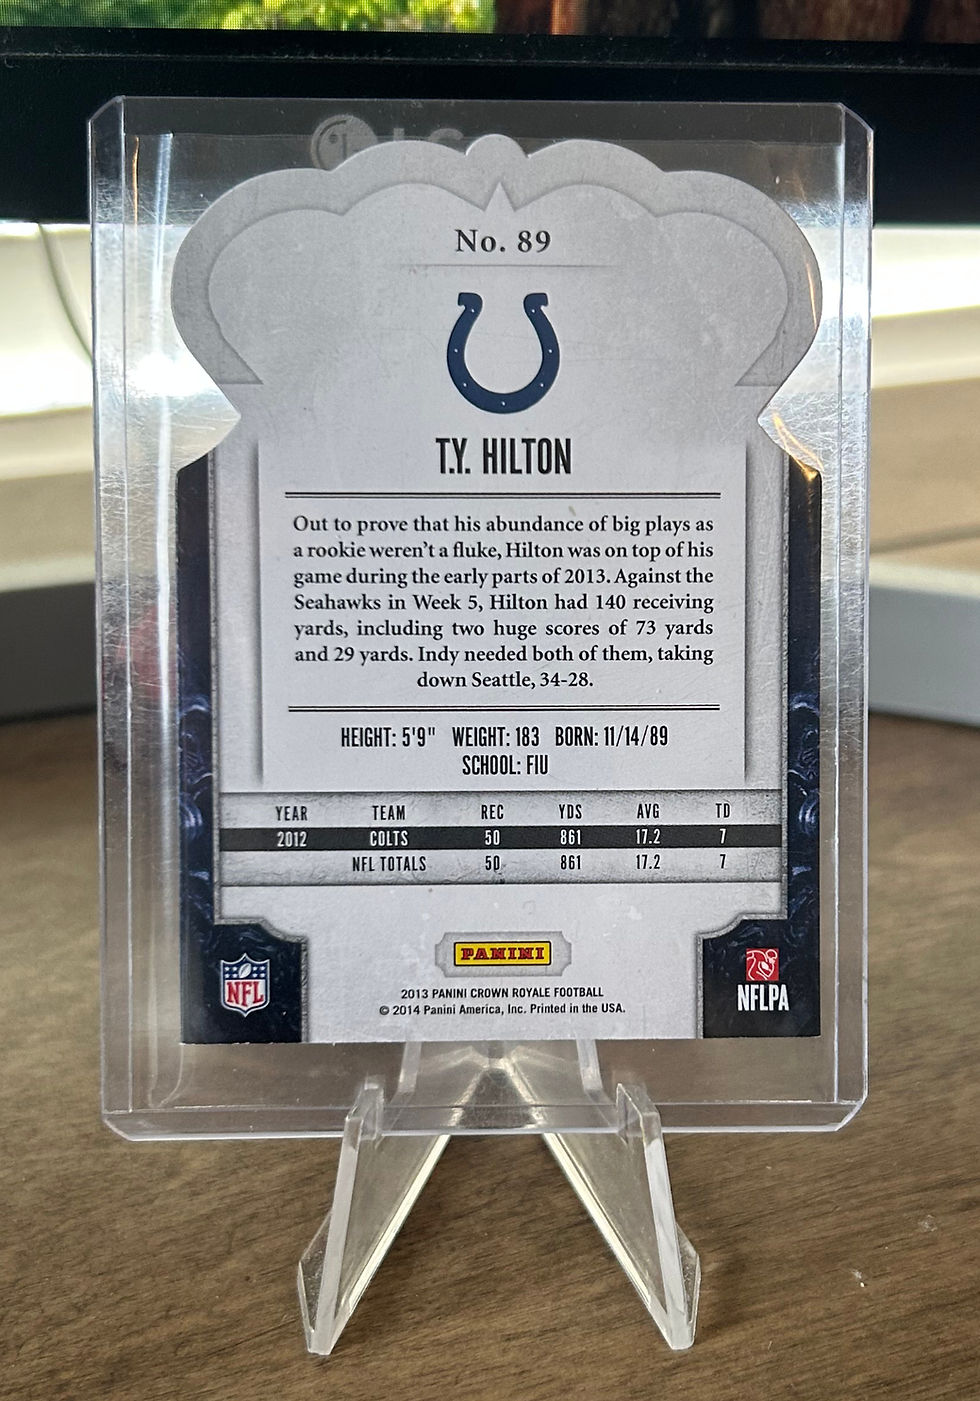 LG
No. 89
T.Y. HILTON
Out to prove that his abundance of big plays as
a rookie weren't a fluke, Hilton was on top of his
game during the early parts of 2013. Against the
Seahawks in Week 5, Hilton had 140 receiving
yards, including two huge scores of 73 yards
and 29 yards. Indy needed both of them, taking
down Seattle, 34-28.
HEIGHT: 5'9" WEIGHT: 183 BORN: 11/14/89
SCHOOL: FIU
YEAR TEAM REC YDS AVG TD
2012 COLTS 50 861 17.2 7
NFL TOTALS 50 861 17.2 7
PANINI
NFL
NFLPA
2013 PANINI CROWN ROYALE FOOTBALL
© 2014 Panini America, Inc. Printed in the USA.